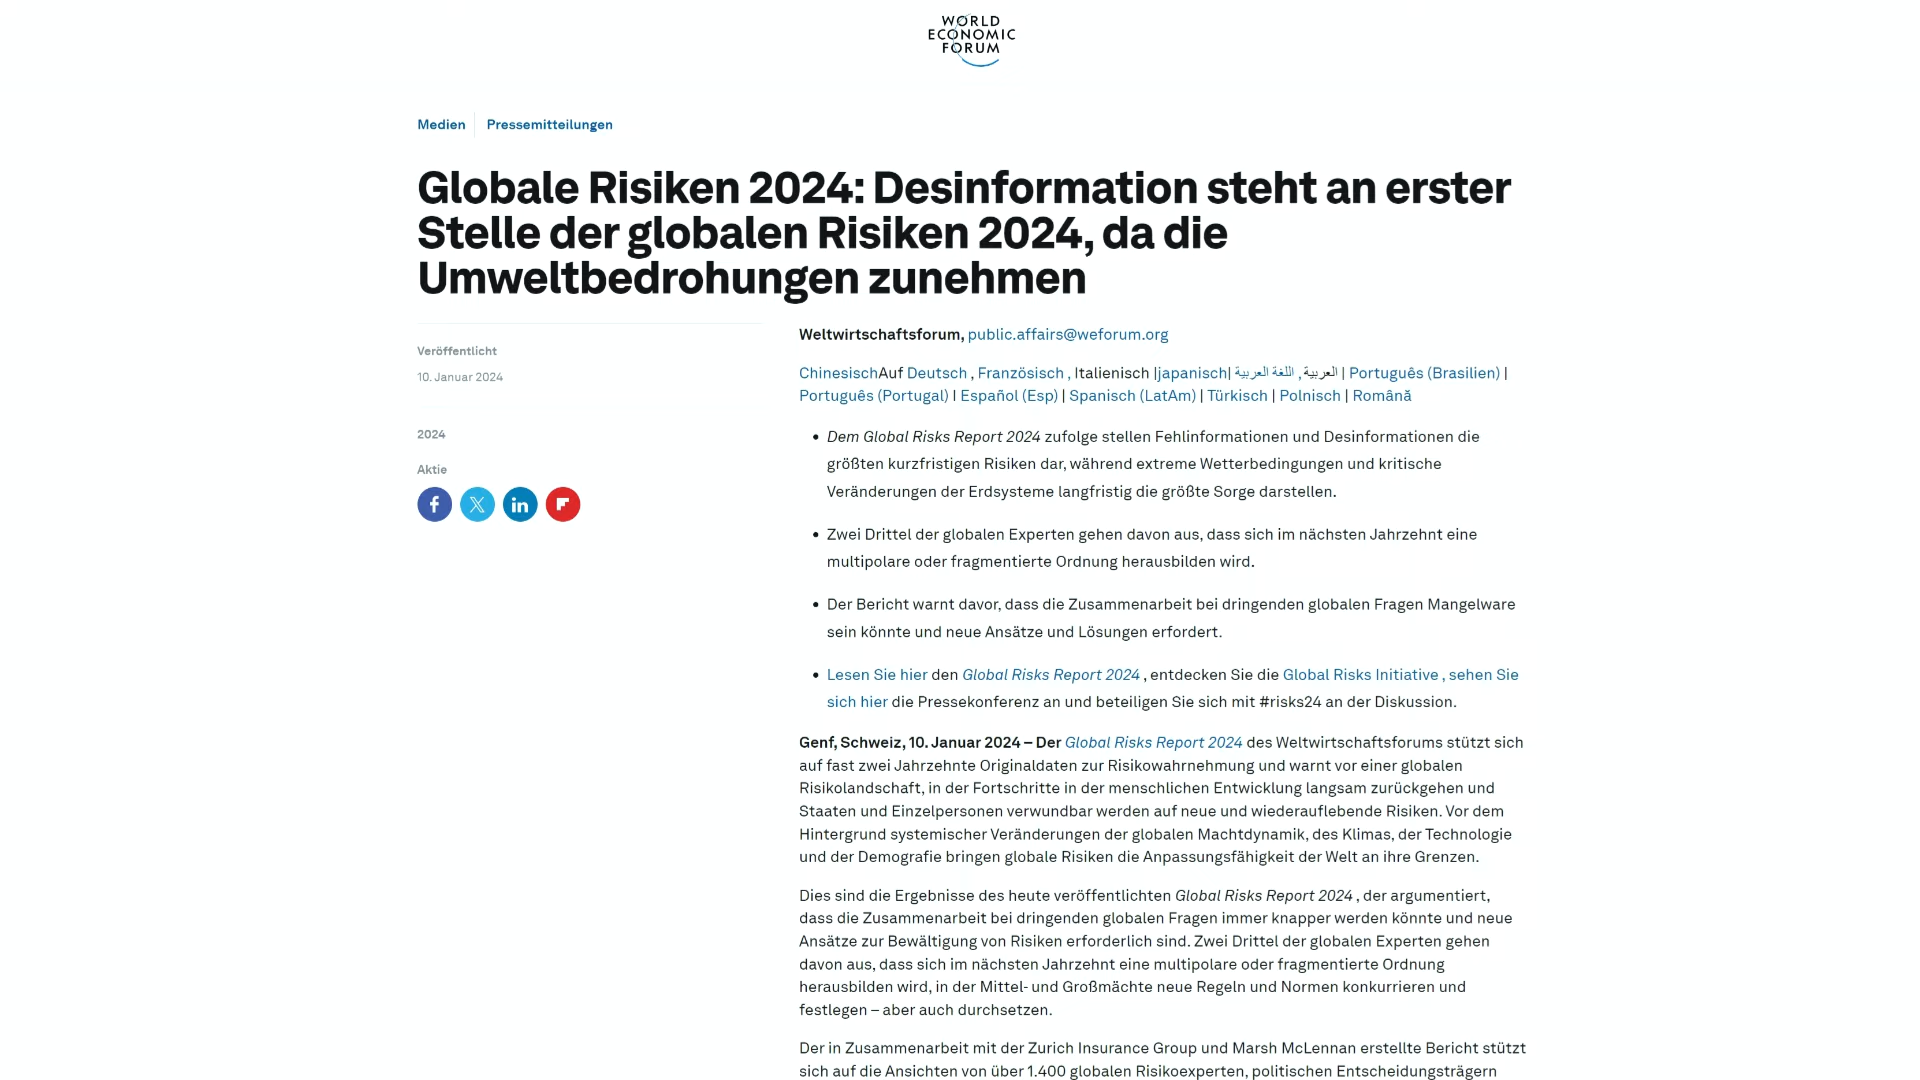 WORLD
ECONOMIC
FORUM
Medien
Pressemitteilungen
Globale Risiken 2024: Desinformation steht an erster
Stelle der globalen Risiken 2024, da die
Umweltbedrohungen zunehmen
Veröffentlicht
10. Januar 2024
2024
Aktie
Weltwirtschaftsforum, public.affairs@weforum.org
ChinesischAuf Deutsch , Französisch , Italienisch |japanisch| العربية , اللغة العربية | Português (Brasilien) |
Português (Portugal) I Español (Esp) | Spanisch (LatAm) | Türkisch | Polnisch | Română
• Dem Global Risks Report 2024 zufolge stellen Fehlinformationen und Desinformationen die
größten kurzfristigen Risiken dar, während extreme Wetterbedingungen und kritische
Veränderungen der Erdsysteme langfristig die größte Sorge darstellen.
• Zwei Drittel der globalen Experten gehen davon aus, dass sich im nächsten Jahrzehnt eine
multipolare oder fragmentierte Ordnung herausbilden wird.
• Der Bericht warnt davor, dass die Zusammenarbeit bei dringenden globalen Fragen Mangelware
sein könnte und neue Ansätze und Lösungen erfordert.
• Lesen Sie hier den Global Risks Report 2024 , entdecken Sie die Global Risks Initiative , sehen Sie
sich hier die Pressekonferenz an und beteiligen Sie sich mit #risks24 an der Diskussion.
Genf, Schweiz, 10. Januar 2024 – Der Global Risks Report 2024 des Weltwirtschaftsforums stützt sich
auf fast zwei Jahrzehnte Originaldaten zur Risikowahrnehmung und warnt vor einer globalen
Risikolandschaft, in der Fortschritte in der menschlichen Entwicklung langsam zurückgehen und
Staaten und Einzelpersonen verwundbar werden auf neue und wiederauflebende Risiken. Vor dem
Hintergrund systemischer Veränderungen der globalen Machtdynamik, des Klimas, der Technologie
und der Demografie bringen globale Risiken die Anpassungsfähigkeit der Welt an ihre Grenzen.
Dies sind die Ergebnisse des heute veröffentlichten Global Risks Report 2024 , der argumentiert,
dass die Zusammenarbeit bei dringenden globalen Fragen immer knapper werden könnte und neue
Ansätze zur Bewältigung von Risiken erforderlich sind. Zwei Drittel der globalen Experten gehen
davon aus, dass sich im nächsten Jahrzehnt eine multipolare oder fragmentierte Ordnung
herausbilden wird, in der Mittel- und Großmächte neue Regeln und Normen konkurrieren und
festlegen – aber auch durchsetzen.
Der in Zusammenarbeit mit der Zurich Insurance Group und Marsh McLennan erstellte Bericht stützt
sich auf die Ansichten von über 1.400 globalen Risikoexperten, politischen Entscheidungsträgern